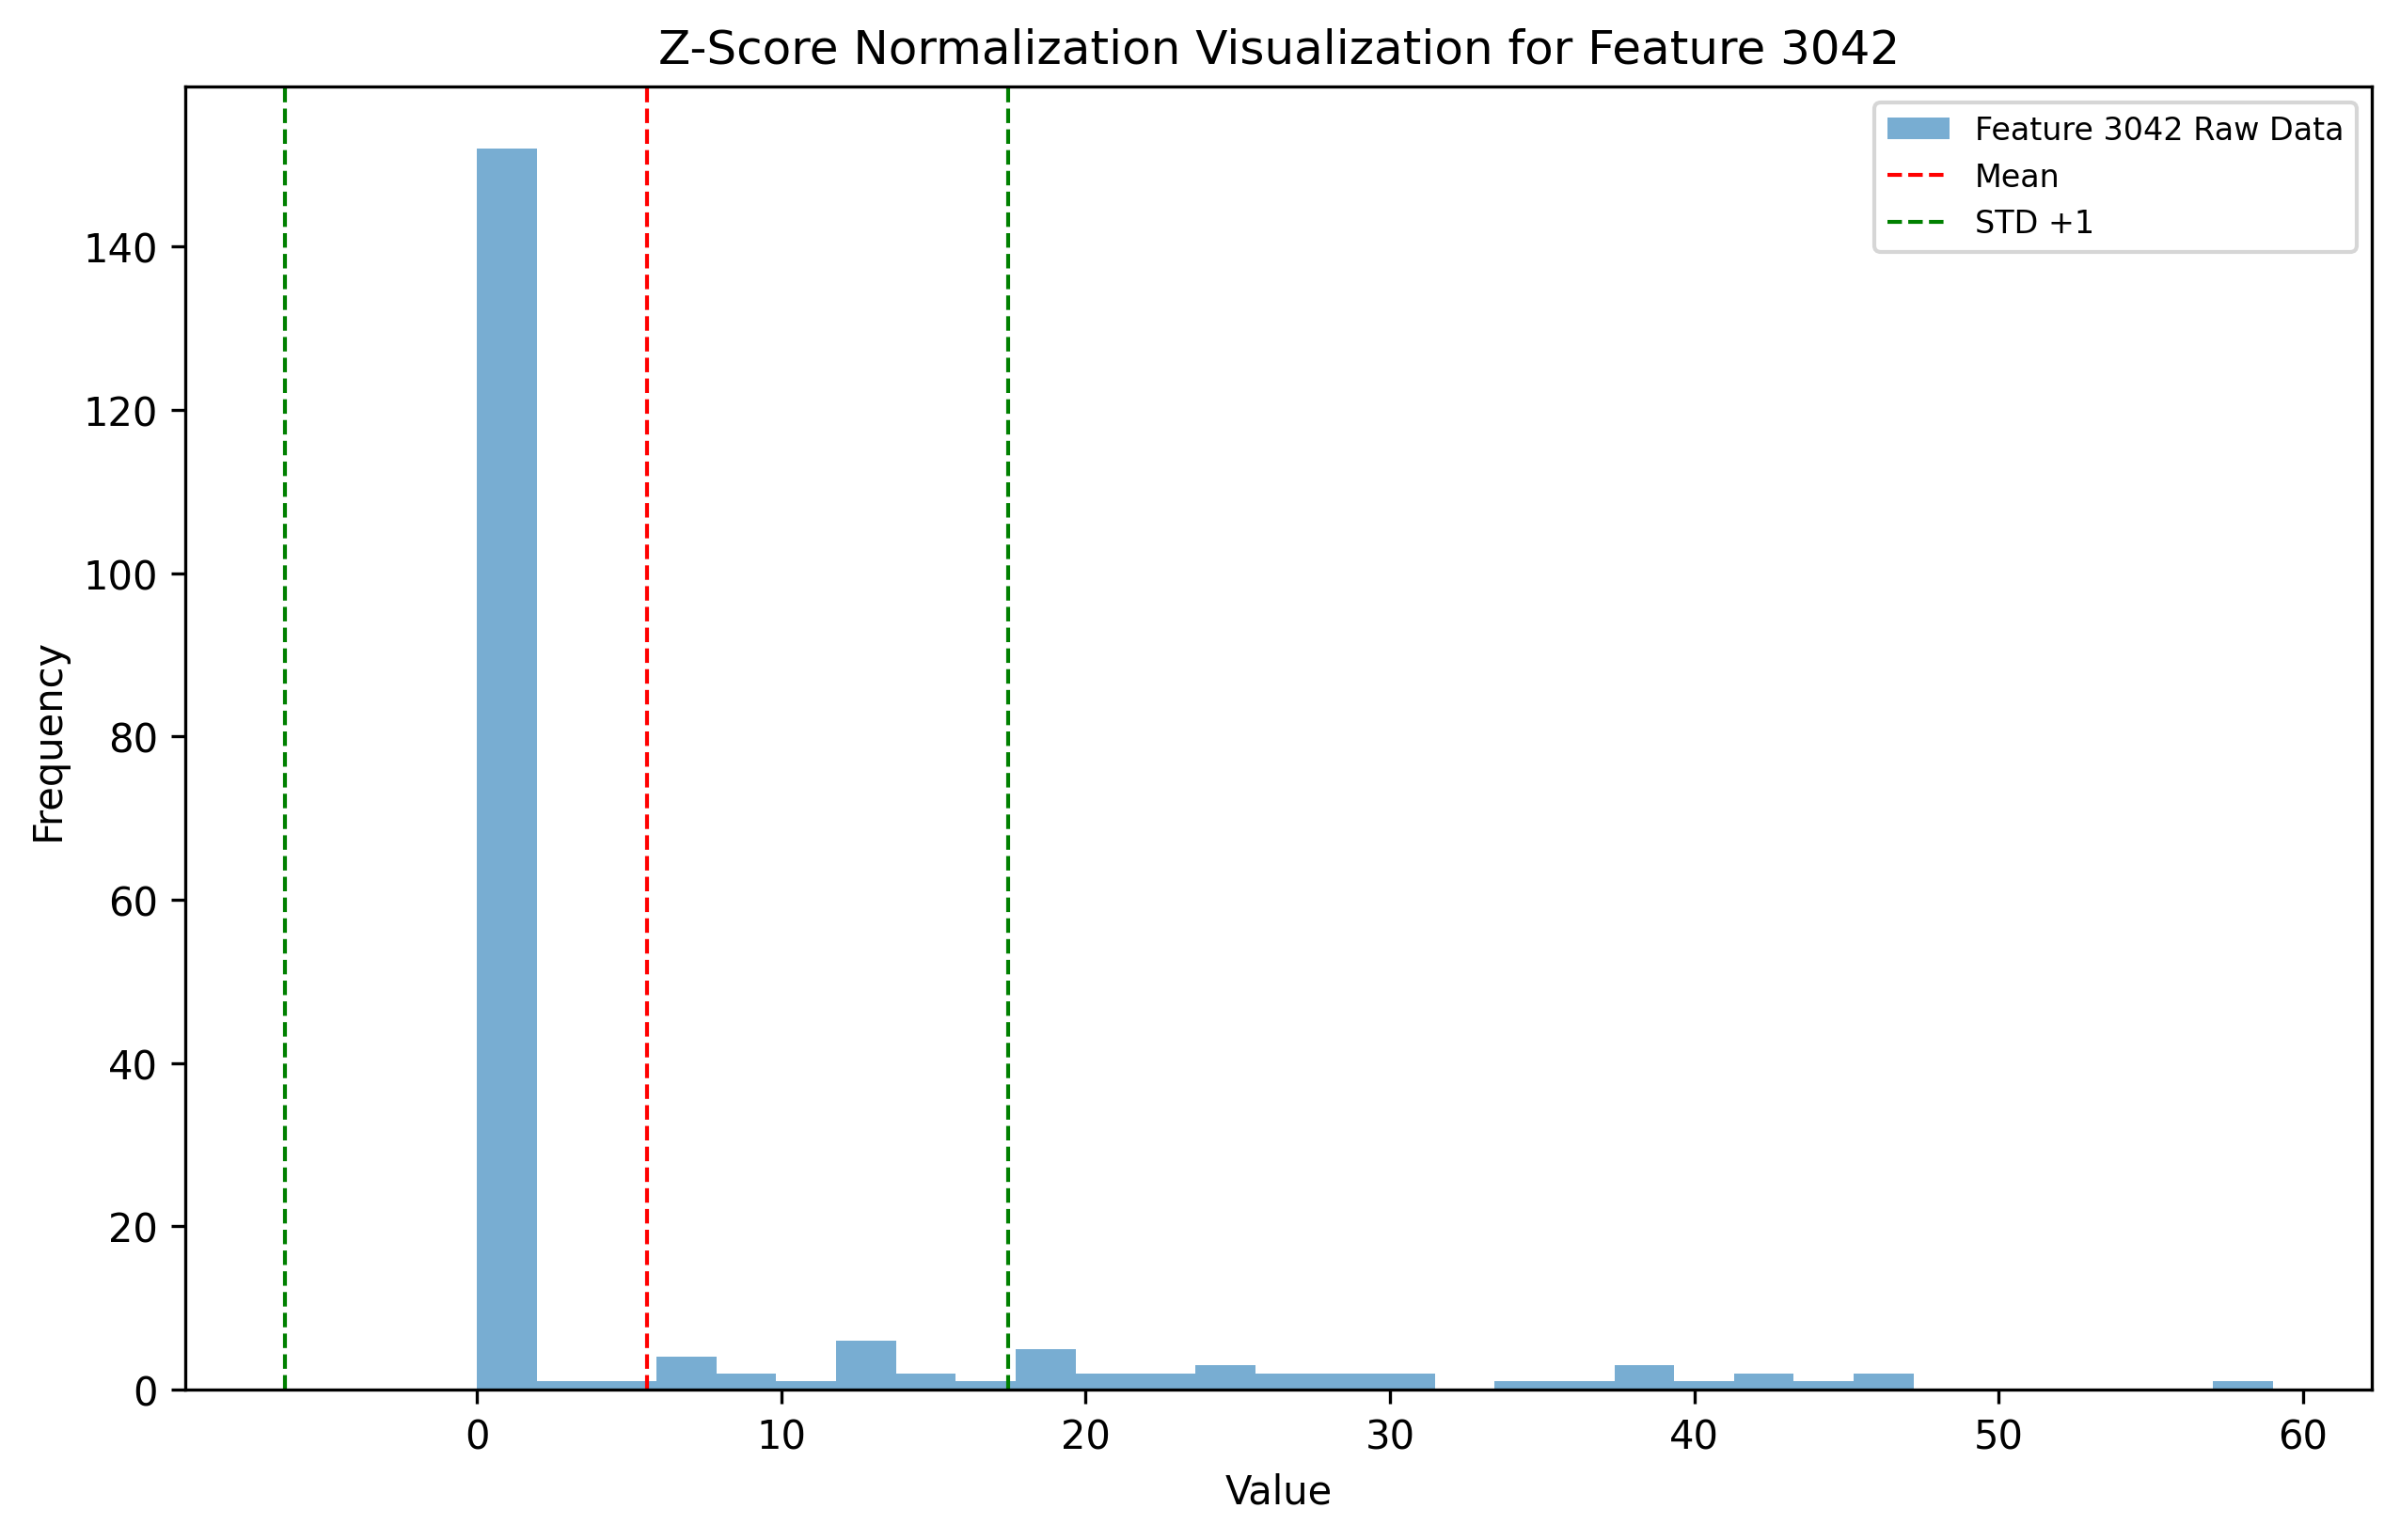 Z-Score Normalization Visualization for Feature 3042
Feature 3042 Raw Data
Mean
STD +1
140
120
100
80
60
40
20
0
Frequency
0 10 20 30 40 50 60
Value